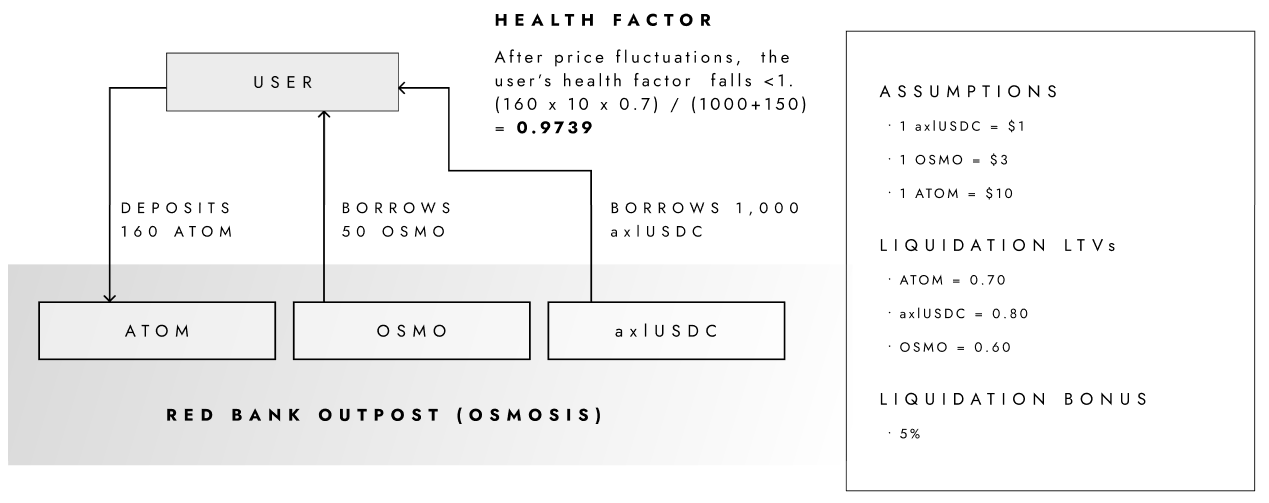 HEALTH FACTOR
After price fluctuations, the
user's health factor falls <1.
(160 x 10 x 0.7) / (1000+150)
= 0.9739
USER
DEPOSITS
160 ATOM
BORROWS
50 OSMO
BORROWS 1,000
axlUSDC
ATOM
OSMO
axlUSDC
RED BANK OUTPOST (OSMOSIS)
ASSUMPTIONS
· 1 axlUSDC = $1
· 1 OSMO = $3
· 1 ATOM = $10
LIQUIDATION LTVs
· ATOM = 0.70
· axlUSDC = 0.80
· OSMO = 0.60
LIQUIDATION BONUS
· 5%